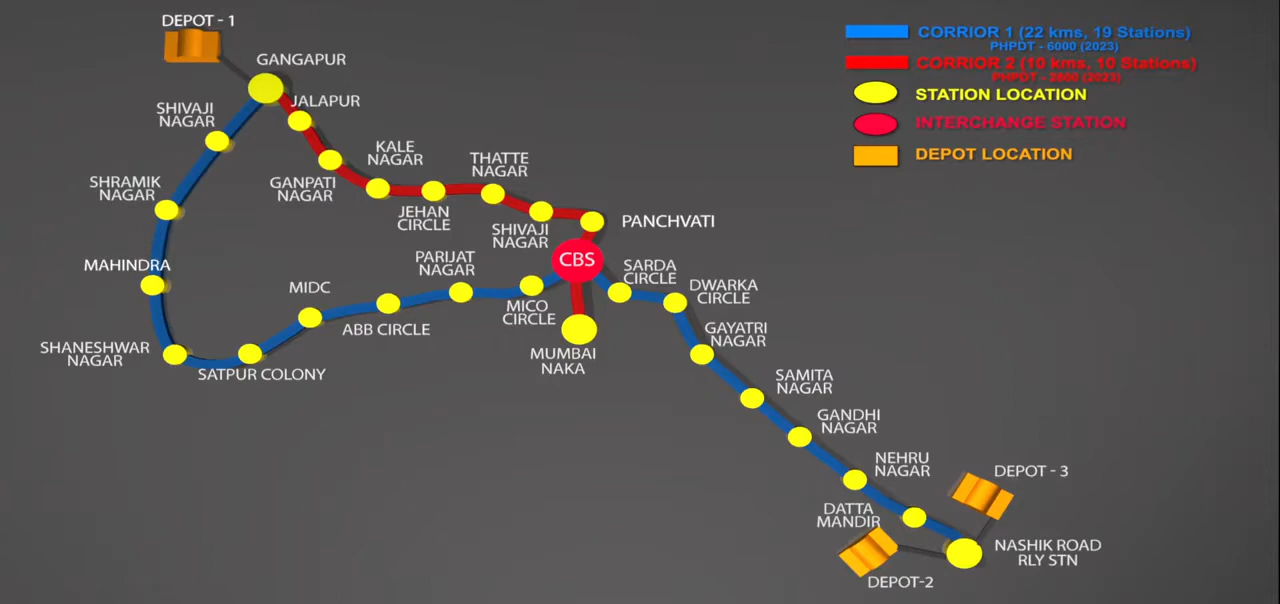 DEPOT - 1
CORRIOR 1 (22 kms, 19 Stations)
PHPDT - 6000 (2023)
CORRIOR 2 (10 kms, 10 Stations)
PHPDT - 2800 (2023)
STATION LOCATION
INTERCHANGE STATION
DEPOT LOCATION
GANGAPUR
JALAPUR
SHIVAJI
NAGAR
KALE
NAGAR
THATTE
NAGAR
GANPATI
NAGAR
SHRAMIK
NAGAR
JEHAN
CIRCLE
SHIVAJI
NAGAR
PANCHVATI
CBS
MAHINDRA
PARIJAT
NAGAR
SARDA
CIRCLE
MIDC
DWARKA
CIRCLE
MICO
CIRCLE
ABB CIRCLE
GAYATRI
NAGAR
SHANESHWAR
NAGAR
MUMBAI
NAKA
SATPUR COLONY
SAMITA
NAGAR
GANDHI
NAGAR
NEHRU
NAGAR
DEPOT - 3
DATTA
MANDIR
NASHIK ROAD
RLY STN
DEPOT-2